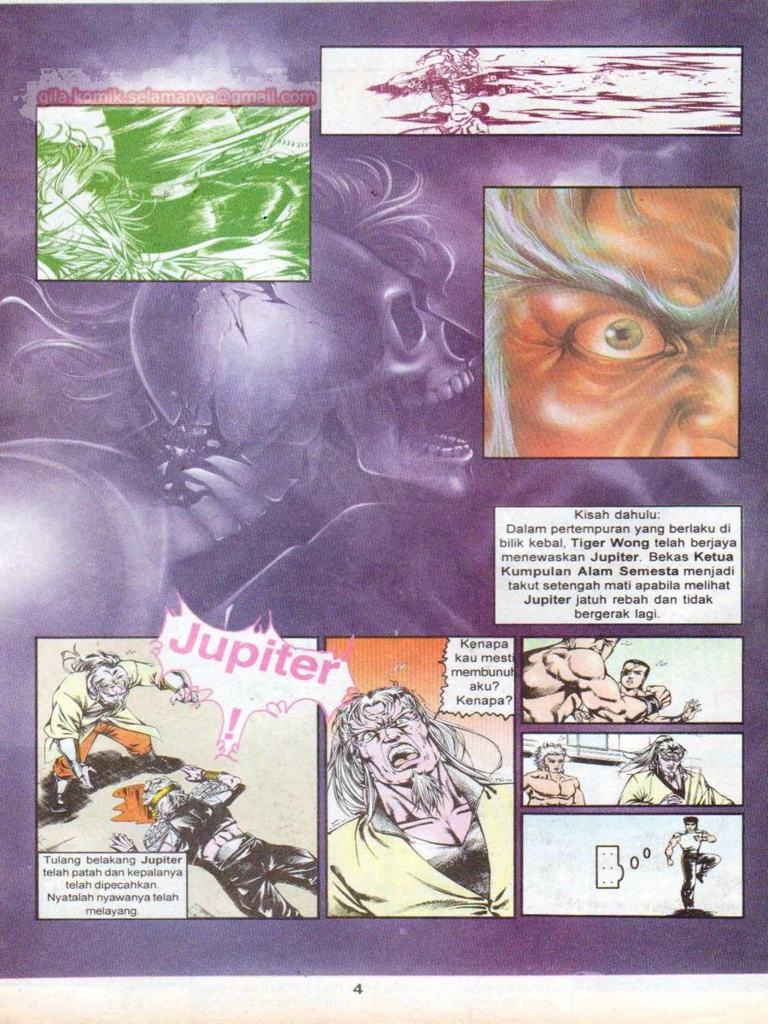 gila.komik.selamanya@gmail.com
Kisah dahulu:
Dalam pertempuran yang berlaku di
bilik kebal, Tiger Wong telah berjaya
menewaskan Jupiter. Bekas Ketua
Kumpulan Alam Semesta menjadi
takut setengah mati apabila melihat
Jupiter jatuh rebah dan tidak
bergerak lagi.
Jupiter
!
Tulang belakang Jupiter
telah patah dan kepalanya
telah dipecahkan.
Nyatalah nyawanya telah
melayang.
Kenapa
kau mesti
membunuh
aku?
Kenapa?
4